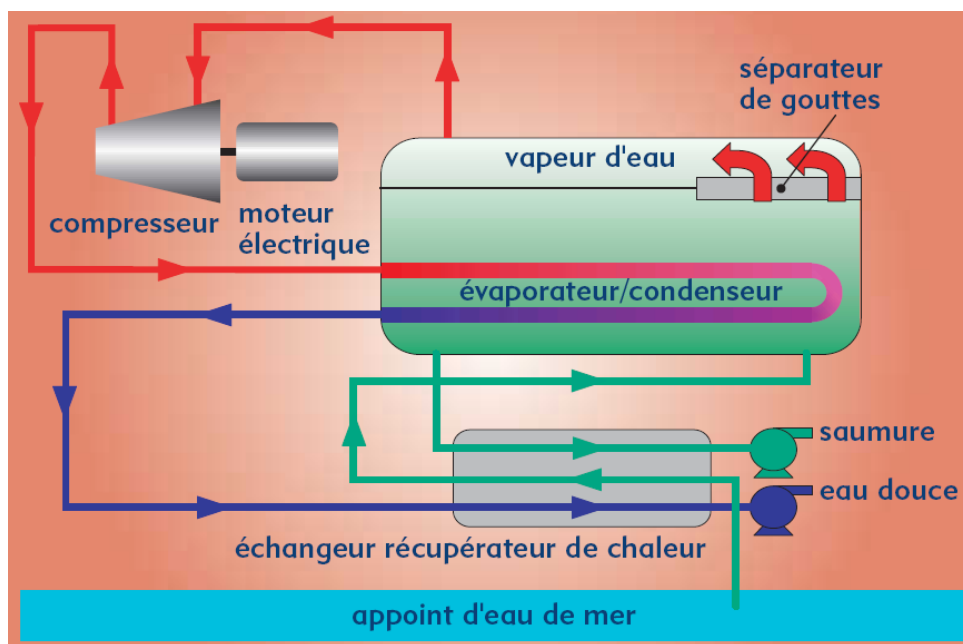 séparateur
de gouttes
vapeur d'eau
compresseur
moteur
électrique
évaporateur/condenseur
saumure
eau douce
échangeur récupérateur de chaleur
appoint d'eau de mer